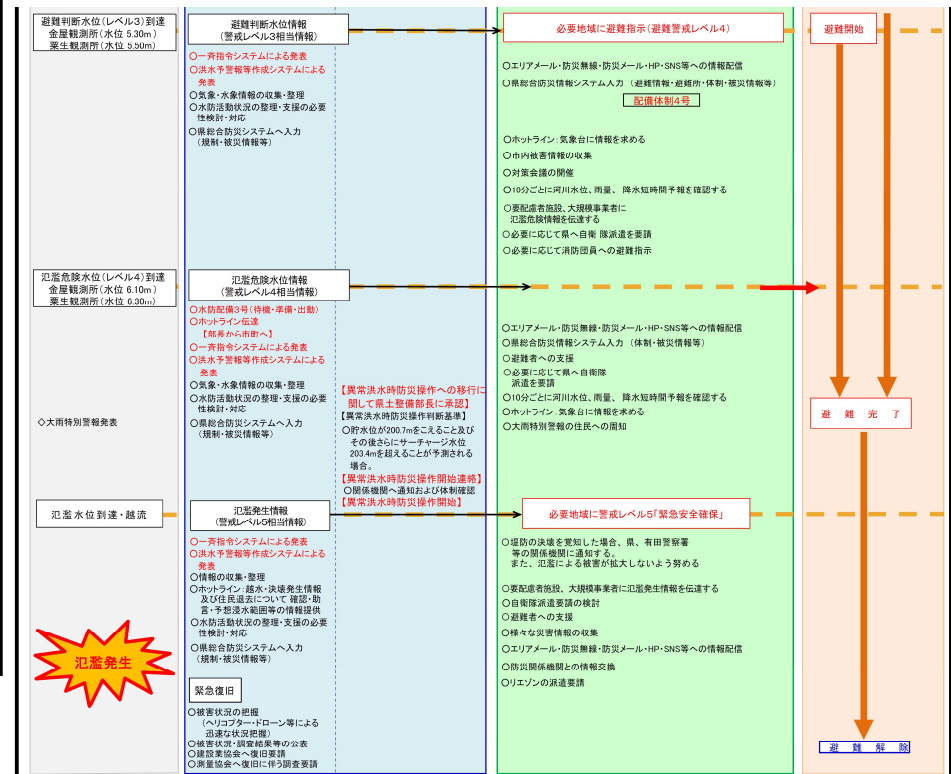 避難判断水位(レベル3)到達
金屋観測所(水位 5.30m)
粟生観測所(水位 5.50m)
避難判断水位情報
(警戒レベル3相当情報)
必要地域に避難指示(避難警戒レベル4)
避難開始
○一斉指令システムによる発表
○洪水予警報等作成システムによる
発表
○気象・水象情報の収集・整理
○水防活動状況の整理・支援の必要
性検討・対応
○県総合防災システムへ入力
(規制・被災情報等)
○エリアメール・防災無線・防災メール・HP・SNS等への情報配信
○県総合防災情報システム入力 (避難情報・避難所・体制・被災情報等)
配備体制4号
○ホットライン:気象台に情報を求める
○市内被害情報の収集
○対策会議の開催
○10分ごとに河川水位、雨量、 降水短時間予報を確認する
○要配慮者施設、大規模事業者に
氾濫危険情報を伝達する
○必要に応じて県へ自衛 隊派遣を要請
○必要に応じて消防団員への避難指示
氾濫危険水位(レベル4)到達
金屋観測所(水位 6.10m)
粟生観測所(水位 6.30m)
氾濫危険水位情報
(警戒レベル4相当情報)
○水防配備3号(待機・準備・出動)
○ホットライン伝達
【部長から市町へ】
○一斉指令システムによる発表
○洪水予警報等作成システムによる
発表
○気象・水象情報の収集・整理
○水防活動状況の整理・支援の必要
性検討・対応
○県総合防災システムへ入力
(規制・被災情報等)
【異常洪水時防災操作への移行に
関して県土整備部長に承認】
【異常洪水時防災操作判断基準】
○貯水位が200.7mをこえること及び
その後さらにサーチャージ水位
203.4mを超えることが予測される
場合。
【異常洪水時防災操作開始連絡】
○関係機関へ通知および体制確認
【異常洪水時防災操作開始】
○エリアメール・防災無線・防災メール・HP・SNS等への情報配信
○県総合防災情報システム入力 (体制・被災情報等)
○避難者への支援
○必要に応じて県へ自衛隊
派遣を要請
○10分ごとに河川水位、雨量、 降水短時間予報を確認する
○ホットライン:気象台に情報を求める
○大雨特別警報の住民への周知
避 難 完 了
◇大雨特別警報発表
氾濫水位到達・越流
氾濫発生情報
(警戒レベル5相当情報)
必要地域に警戒レベル5「緊急安全確保」
○一斉指令システムによる発表
○洪水予警報等作成システムによる
発表
○情報の収集・整理
○ホットライン:越水・決壊発生情報
及び住民退去について 確認・助
言・予想浸水範囲等の情報提供
○水防活動状況の整理・支援の必要
性検討・対応
○県総合防災システムへ入力
(規制・被災情報等)
○堤防の決壊を覚知した場合、県、有田警察署
等の関係機関に通知する。
また、氾濫による被害が拡大しないよう努める
○要配慮者施設、大規模事業者に氾濫発生情報を伝達する
○自衛隊派遣要請の検討
○避難者への支援
○様々な災害情報の収集
○エリアメール・防災無線・防災メール・HP・SNS等への情報配信
○防災関係機関との情報交換
○リエゾンの派遣要請
氾濫発生
緊急復旧
○被害状況の把握
(ヘリコプター・ドローン等による
迅速な状況把握)
○被害状況・調査結果等の公表
○建設業協会へ復旧要請
○測量協会へ復旧に伴う調査要請
避 難 解 除